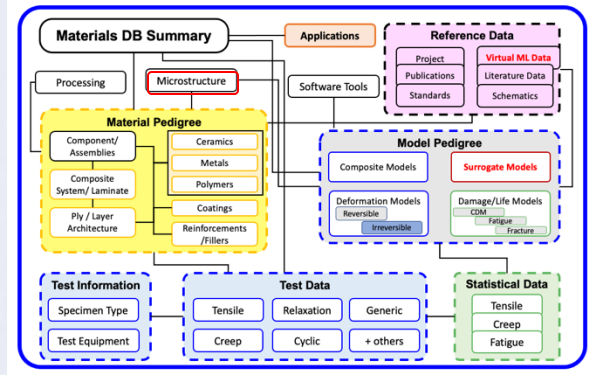 Materials DB Summary
Applications
Reference Data
Project
Publications
Standards
Virtual ML Data
Literature Data
Schematics
Processing
Microstructure
Software Tools
Material Pedigree
Component/
Assemblies
Composite
System/ Laminate
Ply / Layer
Architecture
Ceramics
Metals
Polymers
Coatings
Reinforcements
/Fillers
Model Pedigree
Composite Models
Surrogate Models
Deformation Models
Reversible
Irreversible
Damage/Life Models
CDM
Fatigue
Fracture
Test Information
Specimen Type
Test Equipment
Test Data
Tensile
Relaxation
Generic
Creep
Cyclic
+ others
Statistical Data
Tensile
Creep
Fatigue